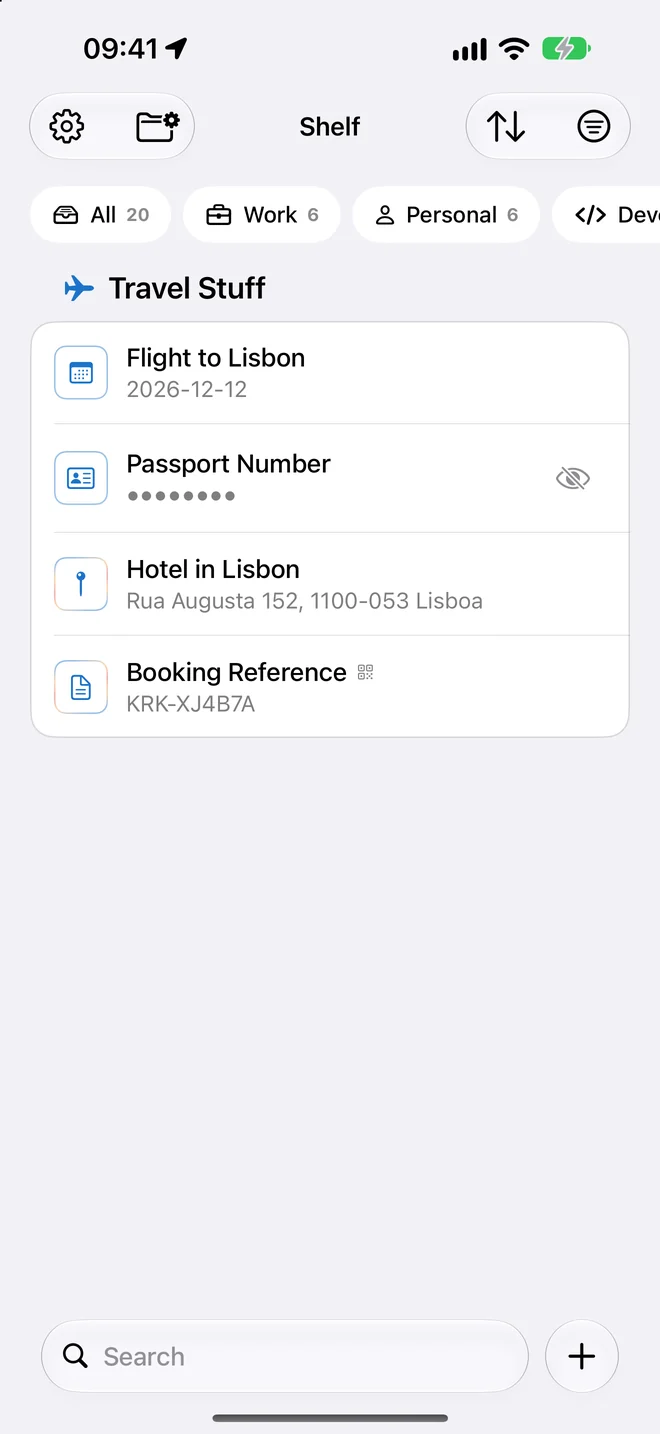 09:41
Shelf
All 20
Work 6
Personal 6
Dev
Travel Stuff
Flight to Lisbon
2026-12-12
Passport Number
●●●●●●●●
Hotel in Lisbon
Rua Augusta 152, 1100-053 Lisboa
Booking Reference
KRK-XJ4B7A
Search